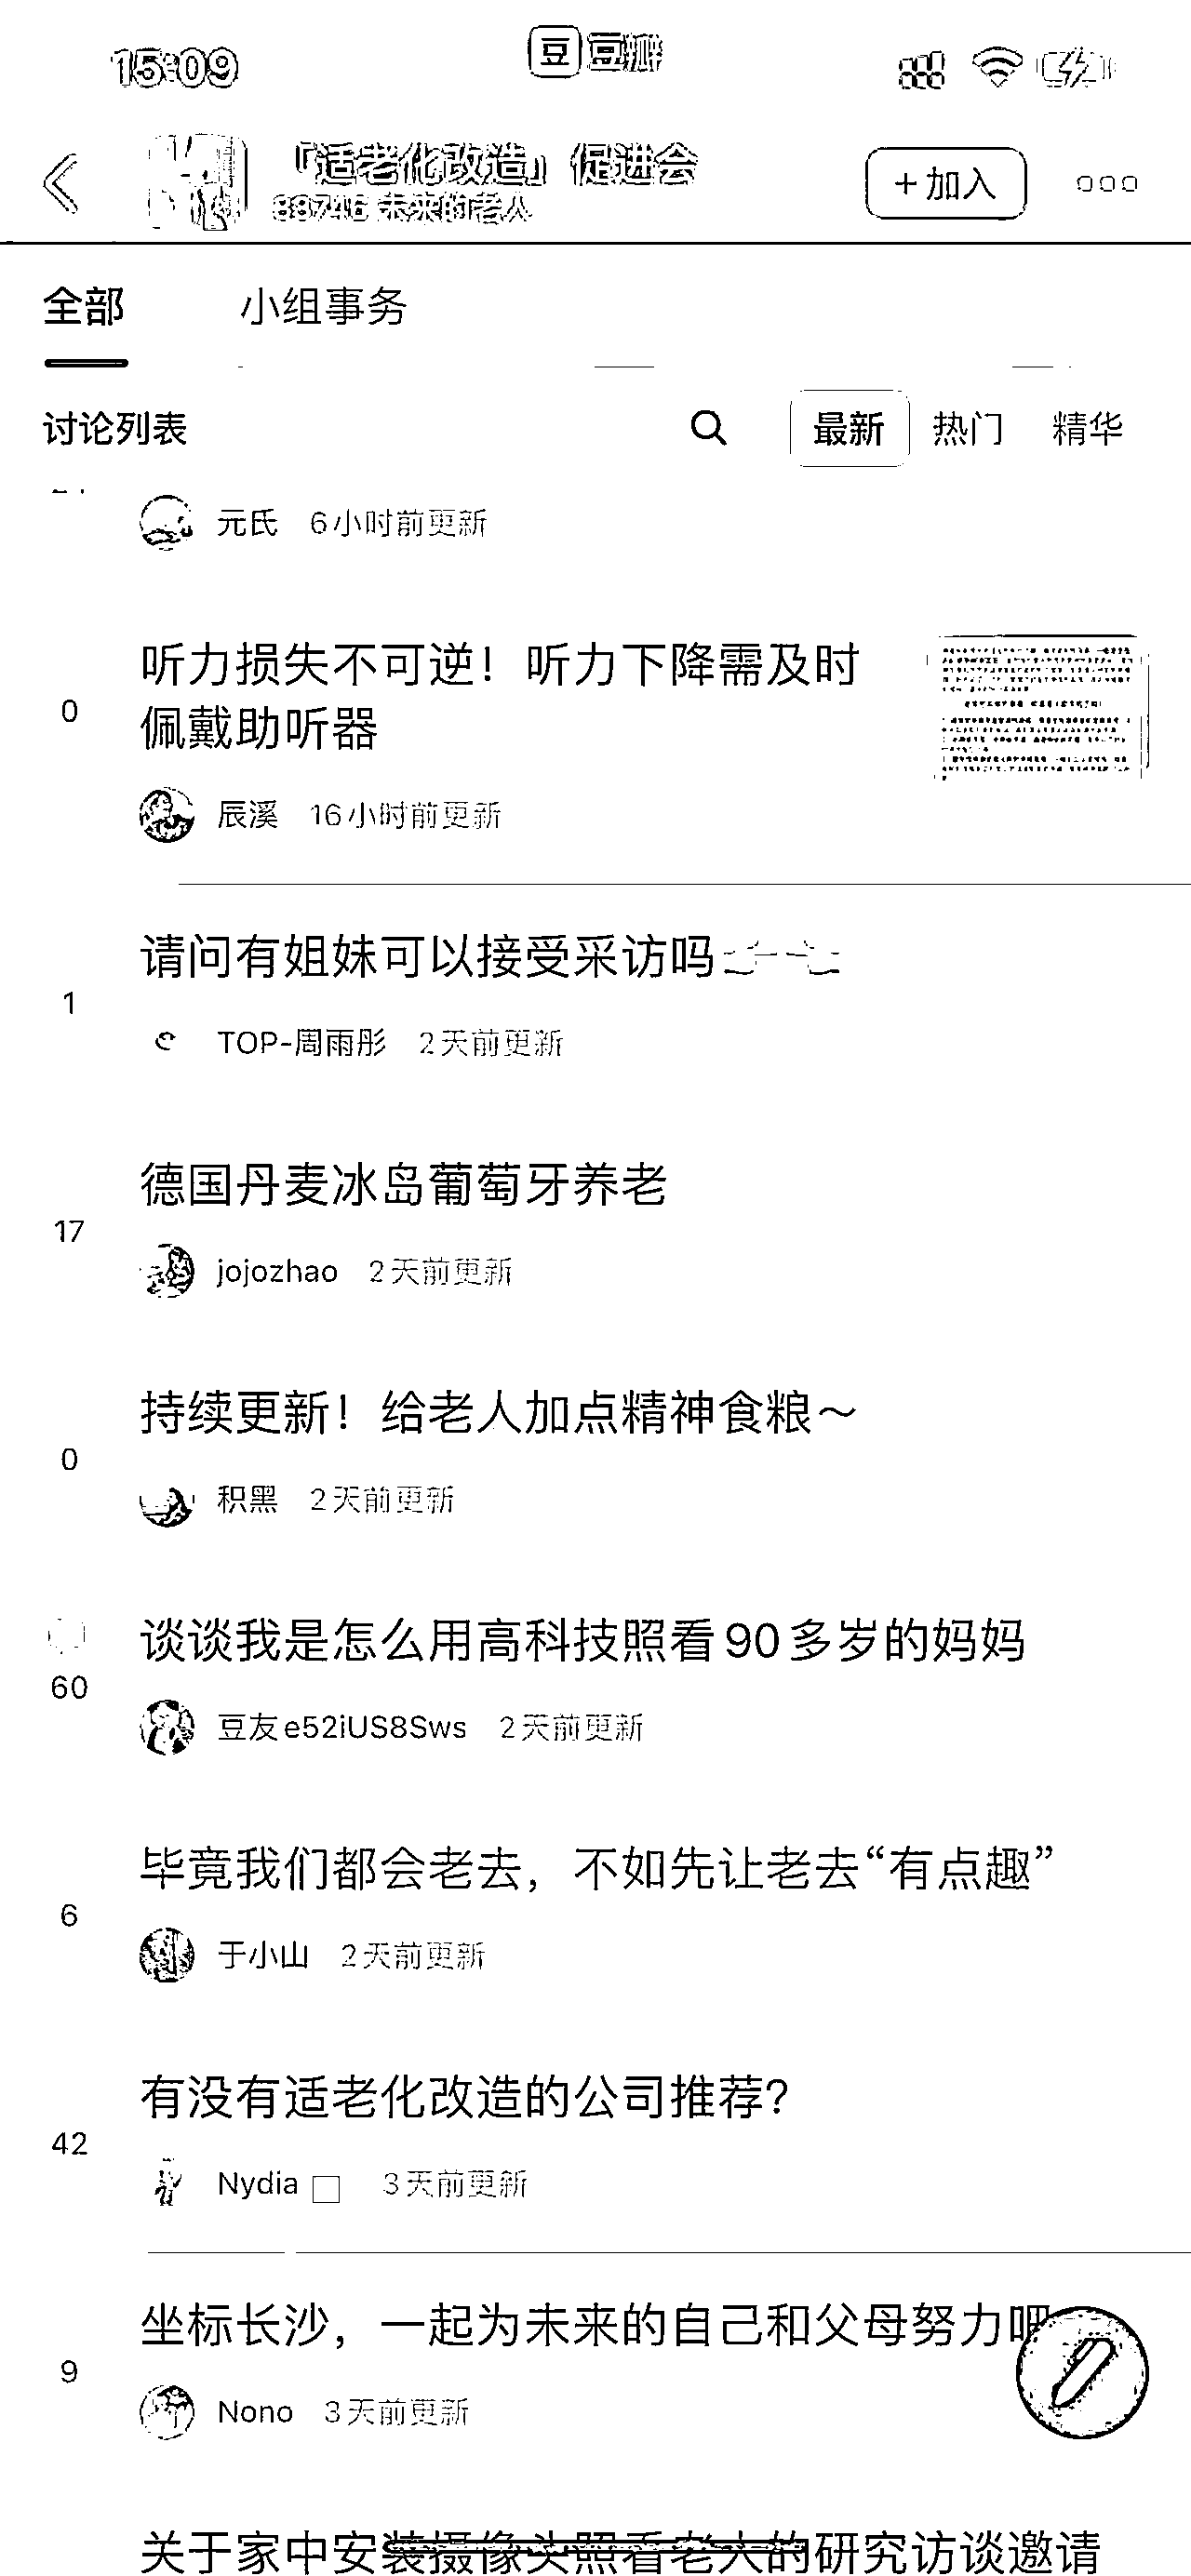 15:09
豆 豆瓣
「适老化改造」促进会
88746 未来的老人
+加入
全部 小组事务
讨论列表 最新 热门 精华
元氏 6小时前更新
听力损失不可逆！听力下降需及时
佩戴助听器
0
辰溪 16小时前更新
请问有姐妹可以接受采访吗
1
TOP-周雨彤 2天前更新
德国丹麦冰岛葡萄牙养老
17
jojozhao 2天前更新
持续更新！给老人加点精神食粮～
0
积黑 2天前更新
谈谈我是怎么用高科技照看90多岁的妈妈
60
豆友e52iUS8Sws 2天前更新
毕竟我们都会老去，不如先让老去“有点趣”
6
于小山 2天前更新
有没有适老化改造的公司推荐？
42
Nydia 3天前更新
坐标长沙，一起为未来的自己和父母努力吧
9
Nono 3天前更新
关于家中安装摄像头照看老人的研究访谈邀请